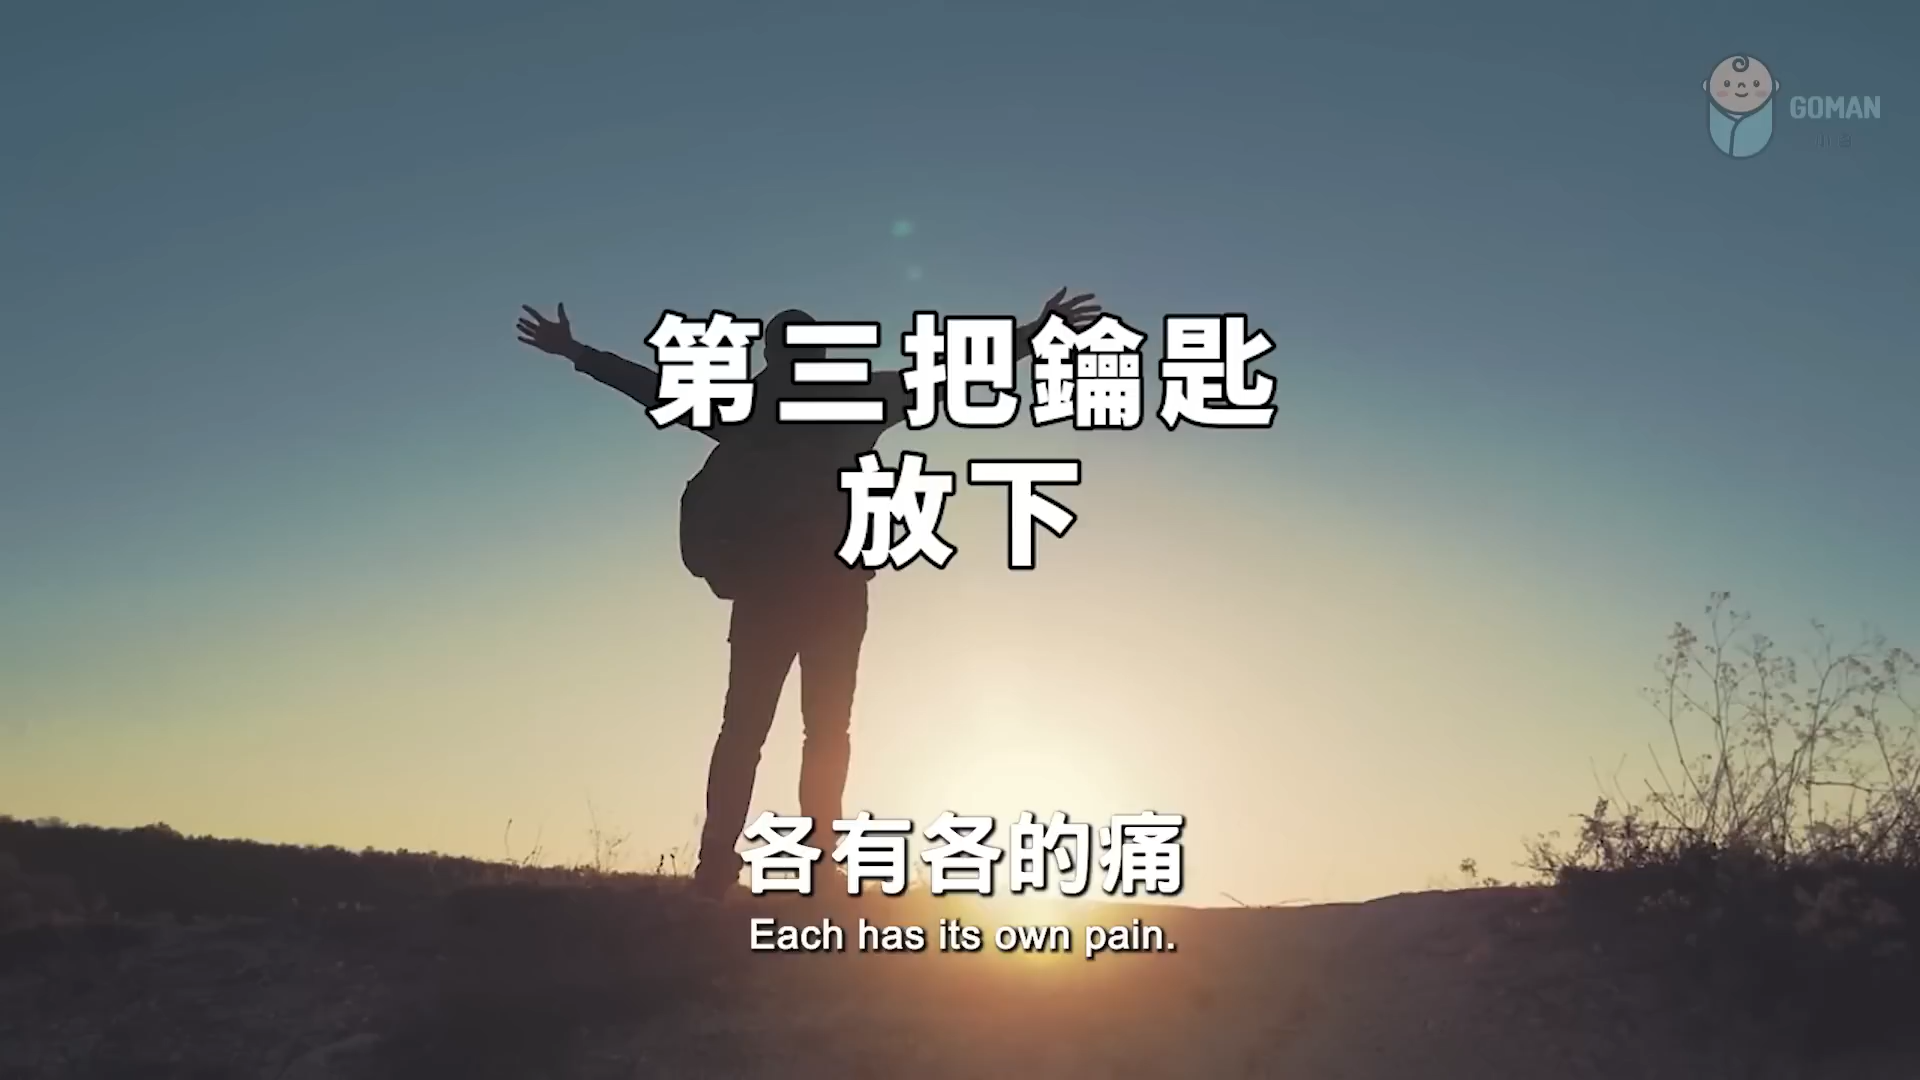 GOMAN
第三把鑰匙
放下
各有各的痛
Each has its own pain.